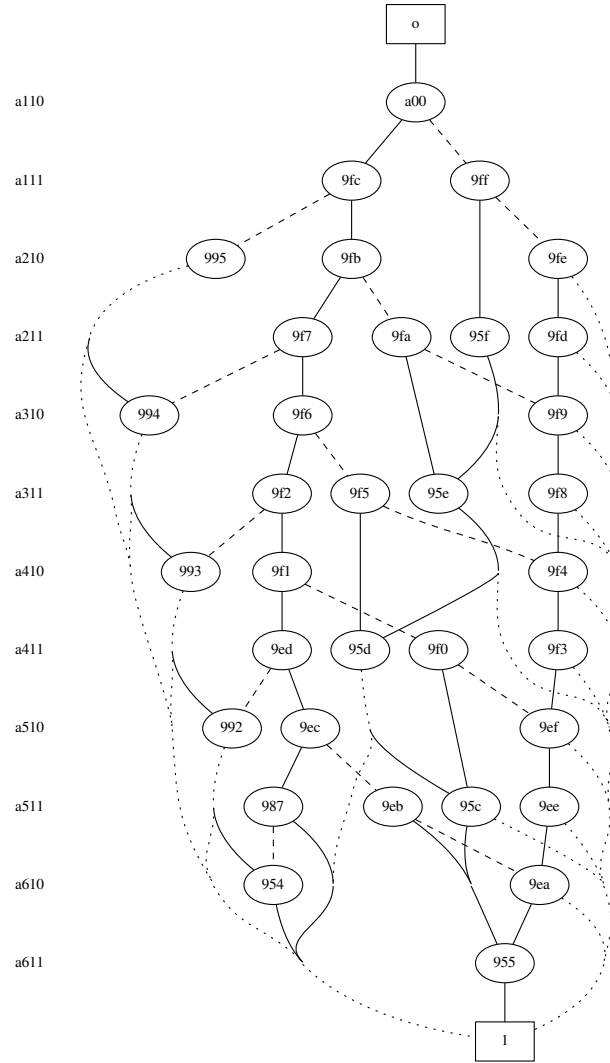 o
a110 a00
a111 9fc 9ff
a210 995 9fb 9fe
a211 9f7 9fa 95f 9fd
a310 994 9f6 9f9
a311 9f2 9f5 95e 9f8
a410 993 9f1 9f4
a411 9ed 95d 9f0 9f3
a510 992 9ec 9ef
a511 987 9eb 95c 9ee
a610 954 9ea
a611 955
1